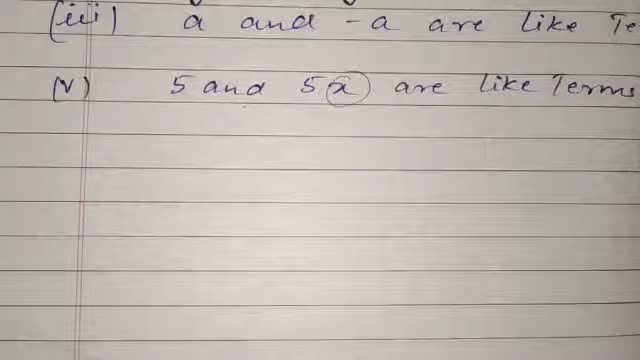 (iii) a and - a are like Te
(v) 5 and 5x are like Terms